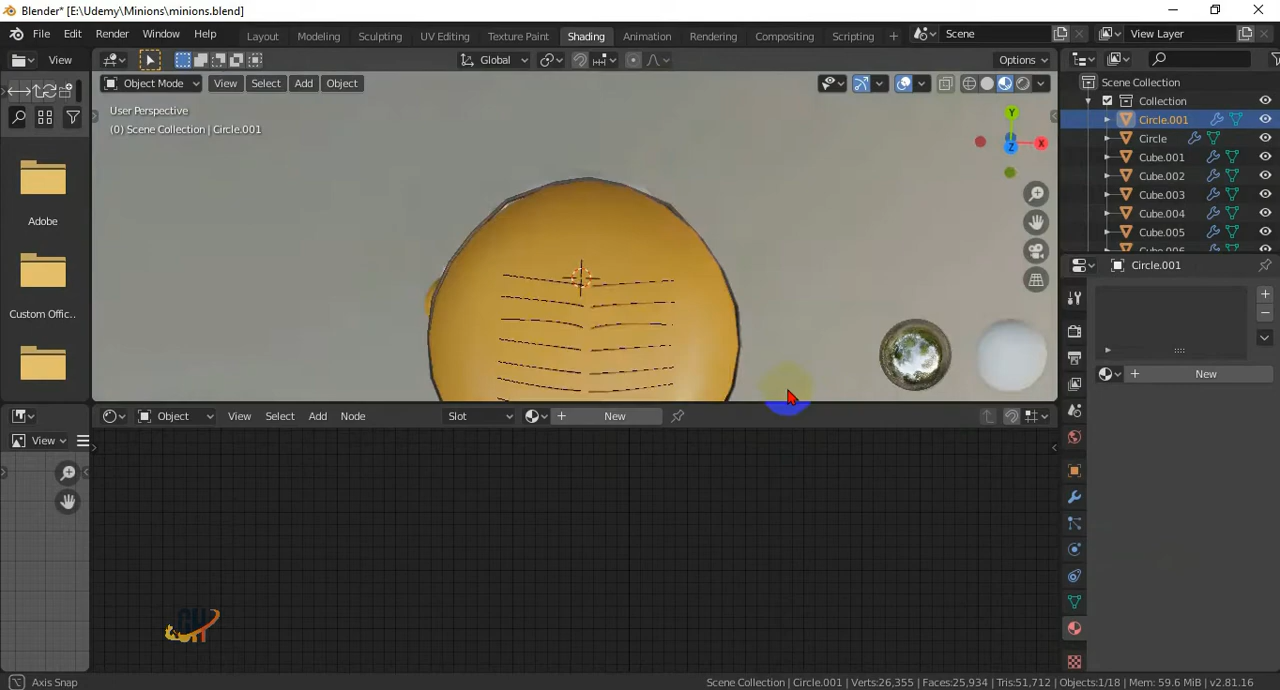 Blender* [E:\Udemy\Minions\minions.blend]
File Edit Render Window Help Layout Modeling Sculpting UV Editing Texture Paint Shading Animation Rendering Compositing Scripting Scene View Layer
View Global Options
Object Mode View Select Add Object Scene Collection
User Perspective Collection
(0) Scene Collection | Circle.001 Circle.001
Y
X
Z
Circle
Cube.001
Cube.002
Cube.003
Adobe Cube.004
Cube.005
Circle.001
Custom Offic..
New
Object View Select Add Node Slot New
View
GH
Axis Snap Scene Collection | Circle.001 | Verts:26,355 | Faces:25,934 | Tris:51,712 | Objects:1/18 | Mem: 59.6 MiB | v2.81.16